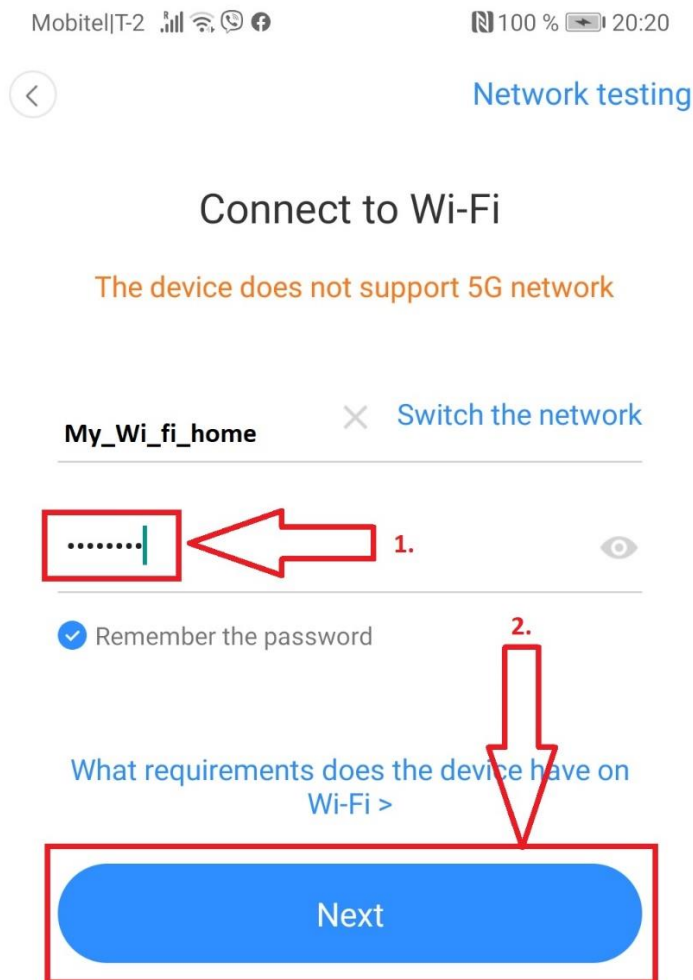 Mobitel|T-2 100 % 20:20
Network testing
Connect to Wi-Fi
The device does not support 5G network
My_Wi_fi_home Switch the network
········ 1.
Remember the password
2.
What requirements does the device have on
Wi-Fi >
Next